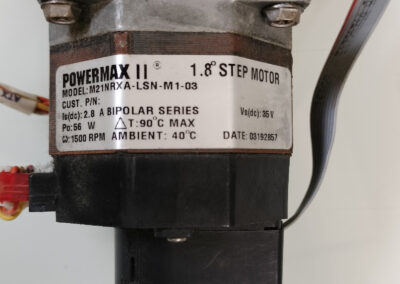 POWERMAX II ® 1.8° STEP MOTOR
MODEL: M21NRXA-LSN-M1-03
CUST. P/N:
Is(dc): 2.8 A BIPOLAR SERIES Vs(dc): 35 V
Po: 56 W △T: 90°C MAX
ω: 1500 RPM AMBIENT: 40°C DATE: 03192857